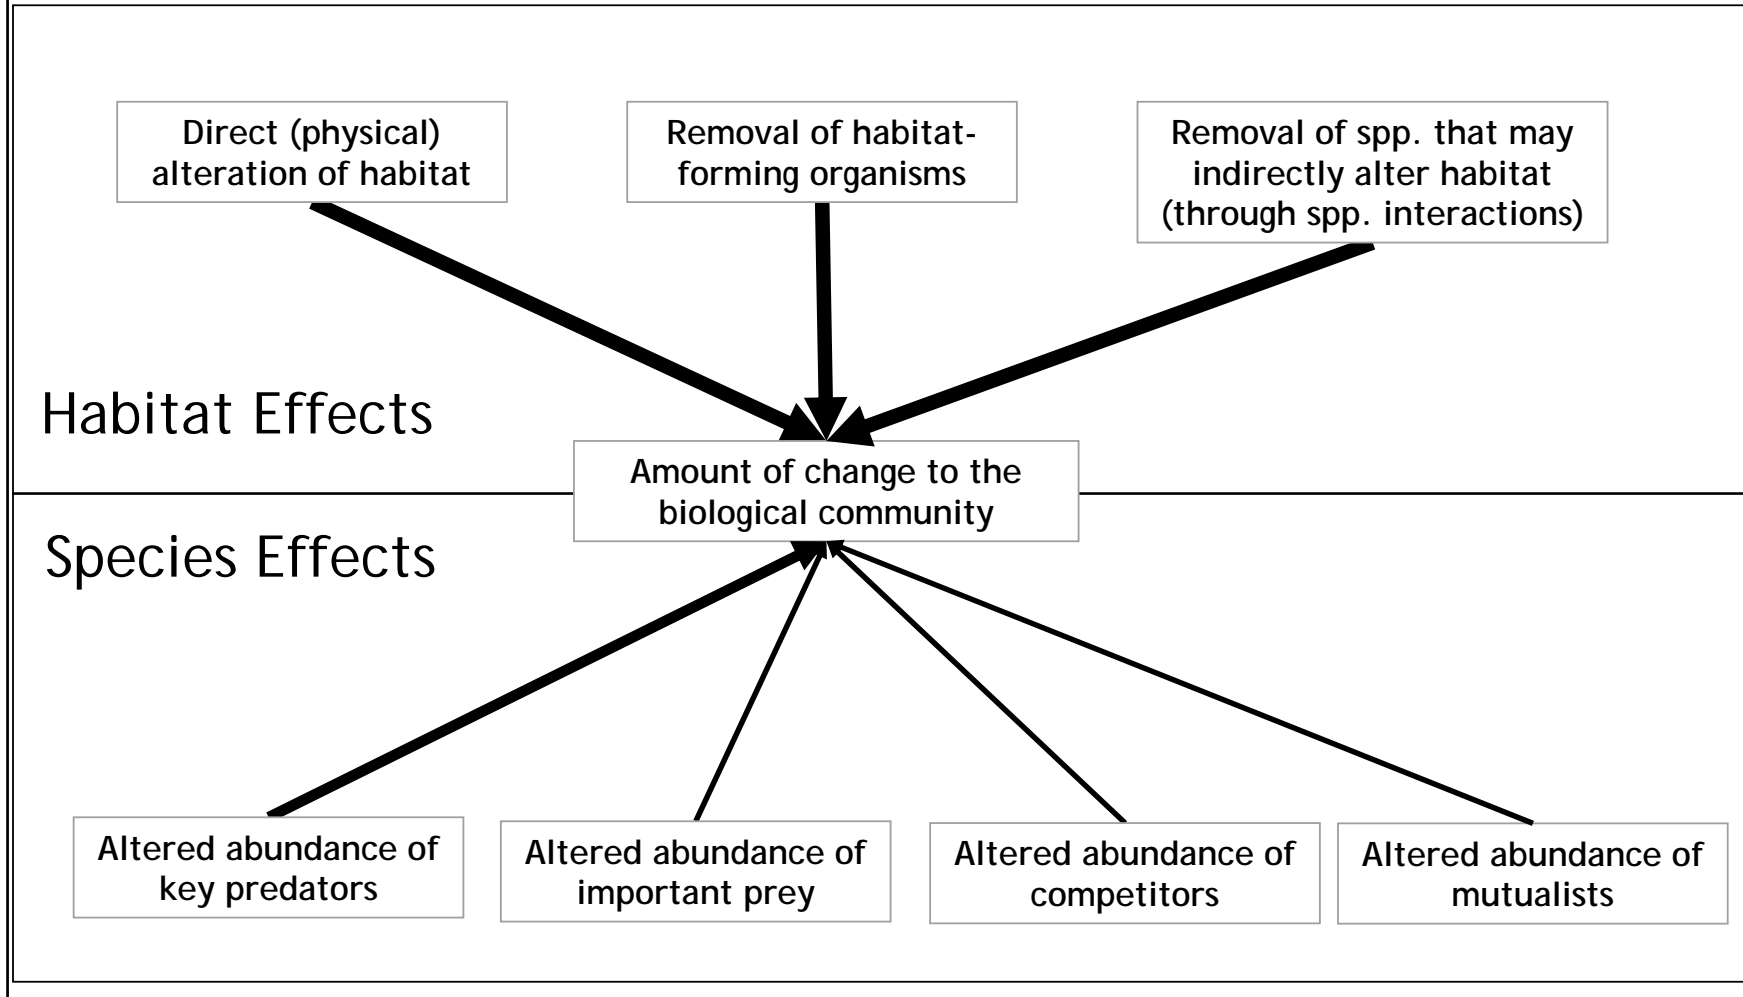 Direct (physical)
alteration of habitat
Removal of habitat-
forming organisms
Removal of spp. that may
indirectly alter habitat
(through spp. interactions)
Habitat Effects
Amount of change to the
biological community
Species Effects
Altered abundance of
key predators
Altered abundance of
important prey
Altered abundance of
competitors
Altered abundance of
mutualists